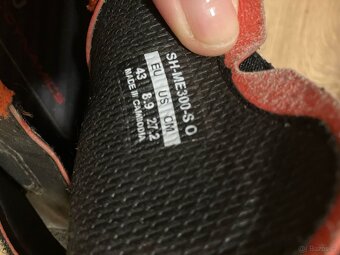 SH-ME300-S O
EU US CM
43 8.9 27.2
MADE IN CAMBODIA